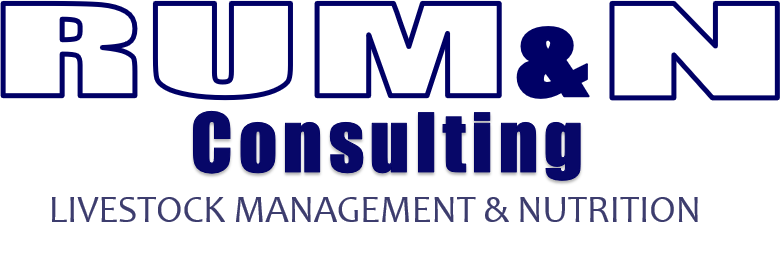 RUM&N
Consulting
LIVESTOCK MANAGEMENT & NUTRITION